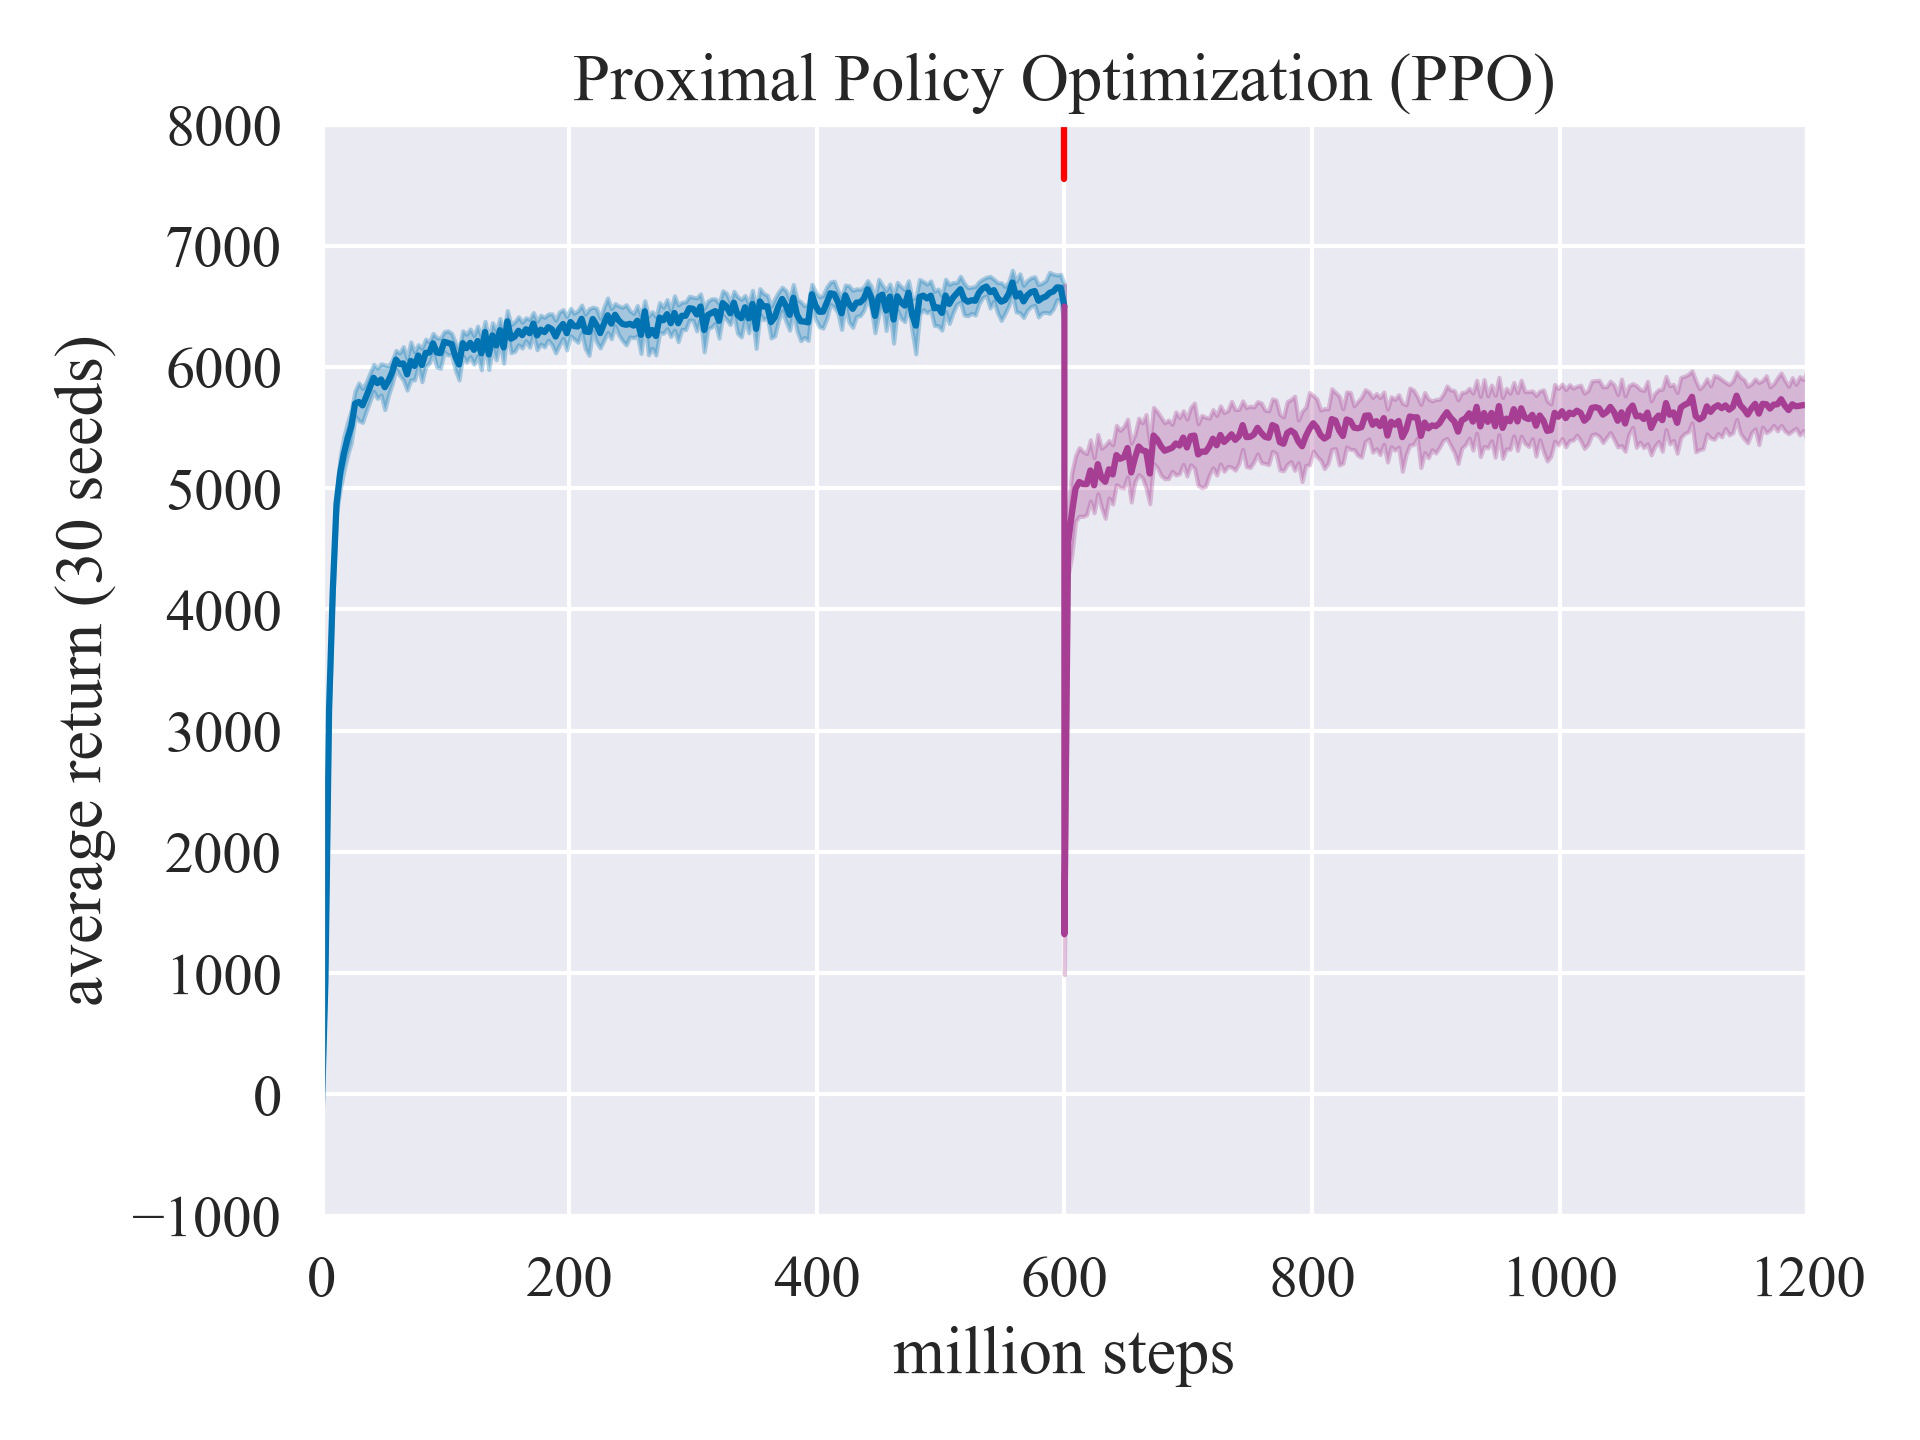 Proximal Policy Optimization (PPO)
8000
7000
6000
5000
4000
3000
2000
1000
0
−1000
average return (30 seeds)
0 200 400 600 800 1000 1200
million steps